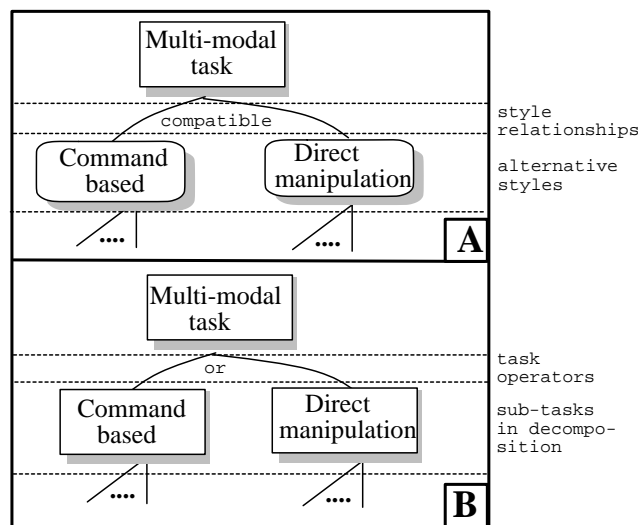 Multi-modal
task
style
relationships
compatible
Command
based
Direct
manipulation
alternative
styles
....
....
A
Multi-modal
task
task
operators
or
Command
based
Direct
manipulation
sub-tasks
in decompo-
sition
....
....
B